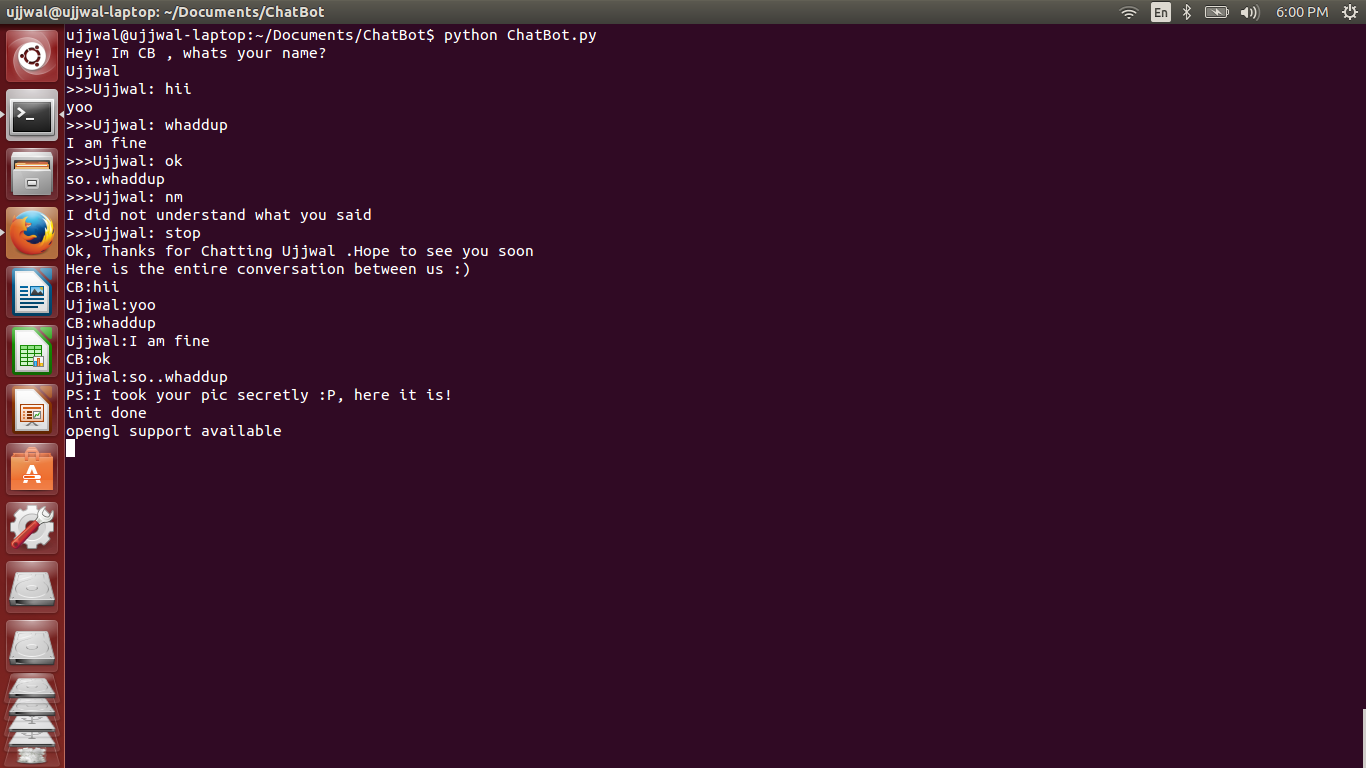 ujjwal@ujjwal-laptop: ~/Documents/ChatBot
En
6:00 PM
ujjwal@ujjwal-laptop:~/Documents/ChatBot$ python ChatBot.py
Hey! Im CB , whats your name?
Ujjwal
>>>Ujjwal: hii
yoo
>>>Ujjwal: whaddup
I am fine
>>>Ujjwal: ok
so..whaddup
>>>Ujjwal: nm
I did not understand what you said
>>>Ujjwal: stop
Ok, Thanks for Chatting Ujjwal .Hope to see you soon
Here is the entire conversation between us :)
CB:hii
Ujjwal:yoo
CB:whaddup
Ujjwal:I am fine
CB:ok
Ujjwal:so..whaddup
PS:I took your pic secretly :P, here it is!
init done
opengl support available